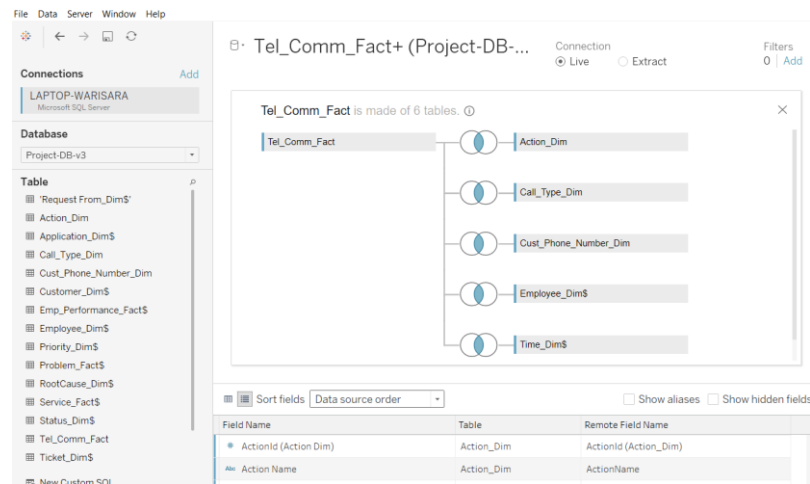 File Data Server Window Help
Connections Add
LAPTOP-WARISARA
Microsoft SQL Server
Database
Project-DB-v3
Table
'Request From_Dim$'
Action_Dim
Application_Dim$
Call_Type_Dim
Cust_Phone_Number_Dim
Customer_Dim$
Emp_Performance_Fact$
Employee_Dim$
Priority_Dim$
Problem_Fact$
RootCause_Dim$
Service_Fact$
Status_Dim$
Tel_Comm_Fact
Ticket_Dim$
New Custom SQL
Tel_Comm_Fact+ (Project-DB-...
Connection
Live Extract
Filters
0 Add
Tel_Comm_Fact is made of 6 tables.
Tel_Comm_Fact
Action_Dim
Call_Type_Dim
Cust_Phone_Number_Dim
Employee_Dim$
Time_Dim$
Sort fields Data source order Show aliases Show hidden fields
Field Name Table Remote Field Name
ActionId (Action Dim) Action_Dim ActionId (Action_Dim)
Abc Action Name Action_Dim ActionName